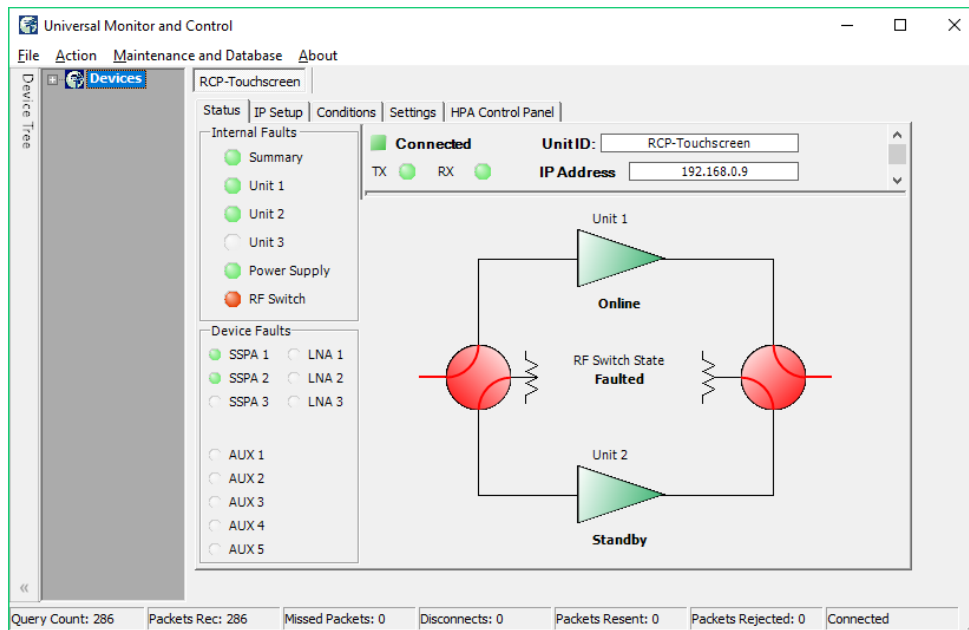 Universal Monitor and Control
File Action Maintenance and Database About
Device Tree
Devices
RCP-Touchscreen
Status IP Setup Conditions Settings HPA Control Panel
Internal Faults
Summary
Unit 1
Unit 2
Unit 3
Power Supply
RF Switch
Device Faults
SSPA 1 LNA 1
SSPA 2 LNA 2
SSPA 3 LNA 3
AUX 1
AUX 2
AUX 3
AUX 4
AUX 5
Connected UnitID: RCP-Touchscreen
TX RX IP Address 192.168.0.9
Unit 1
Online
RF Switch State
Faulted
Unit 2
Standby
Query Count: 286 Packets Rec: 286 Missed Packets: 0 Disconnects: 0 Packets Resent: 0 Packets Rejected: 0 Connected